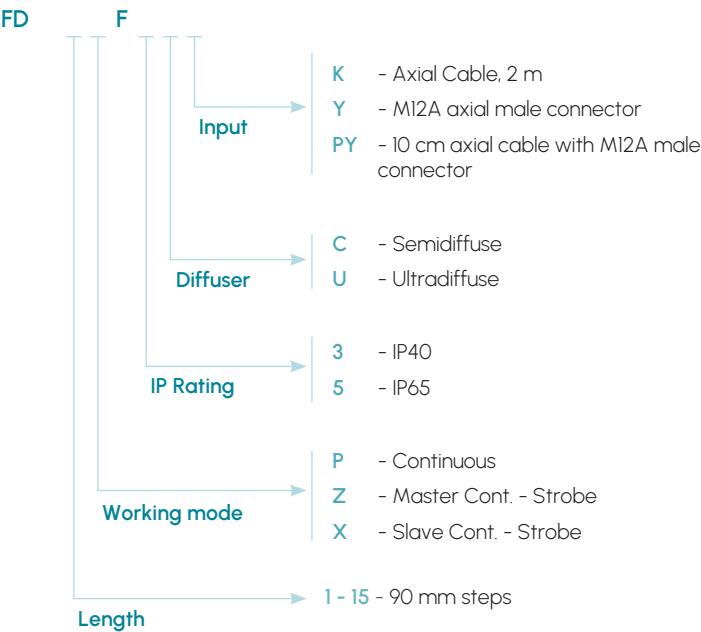 FD F
K - Axial Cable, 2 m
Y - M12A axial male connector
Input
PY - 10 cm axial cable with M12A male
connector
C - Semidiffuse
Diffuser
U - Ultradiffuse
3 - IP40
IP Rating
5 - IP65
P - Continuous
Z - Master Cont. - Strobe
Working mode
X - Slave Cont. - Strobe
1 - 15 - 90 mm steps
Length